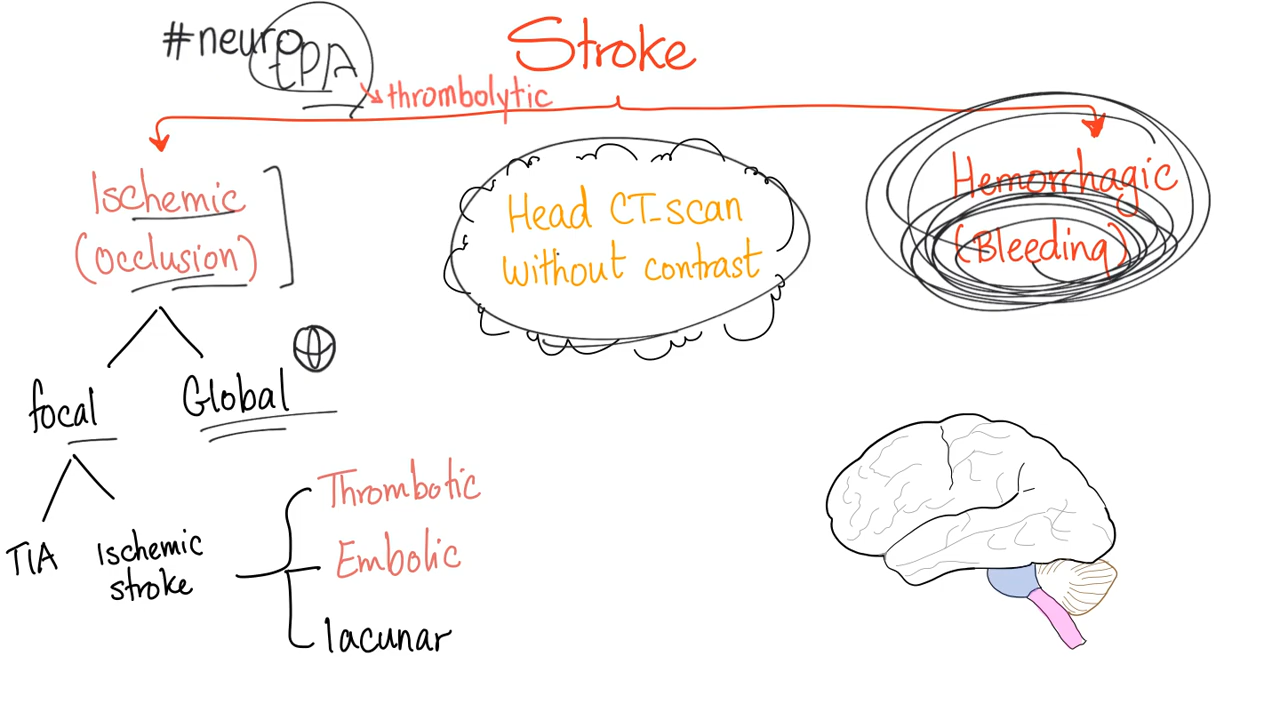 #neuro
tPA
Stroke
thrombolytic
Ischemic
(occlusion)
Head CT-scan
without contrast
Hemorrhagic
(Bleeding)
focal
Global
TIA
Ischemic
stroke
Thrombotic
Embolic
lacunar